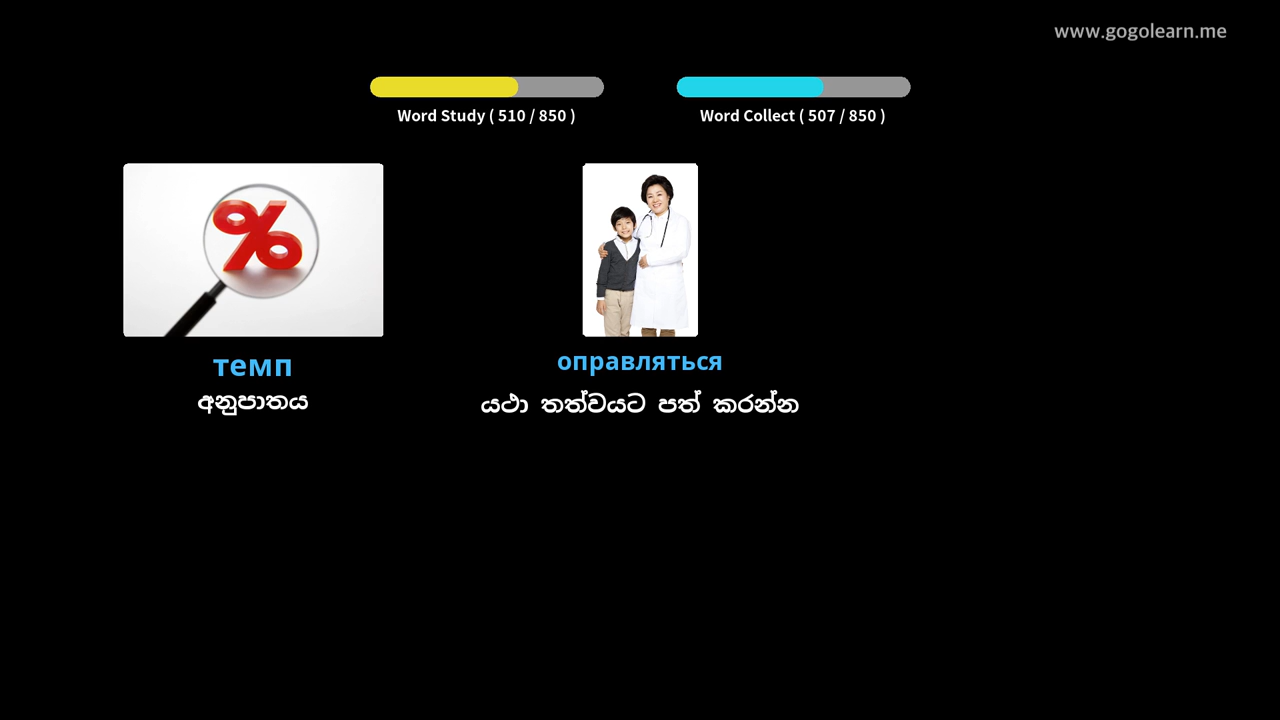 www.gogolearn.me
Word Study ( 510 / 850 )
Word Collect ( 507 / 850 )
%
темп
අනුපාතය
оправляться
යථා තත්වයට පත් කරන්න